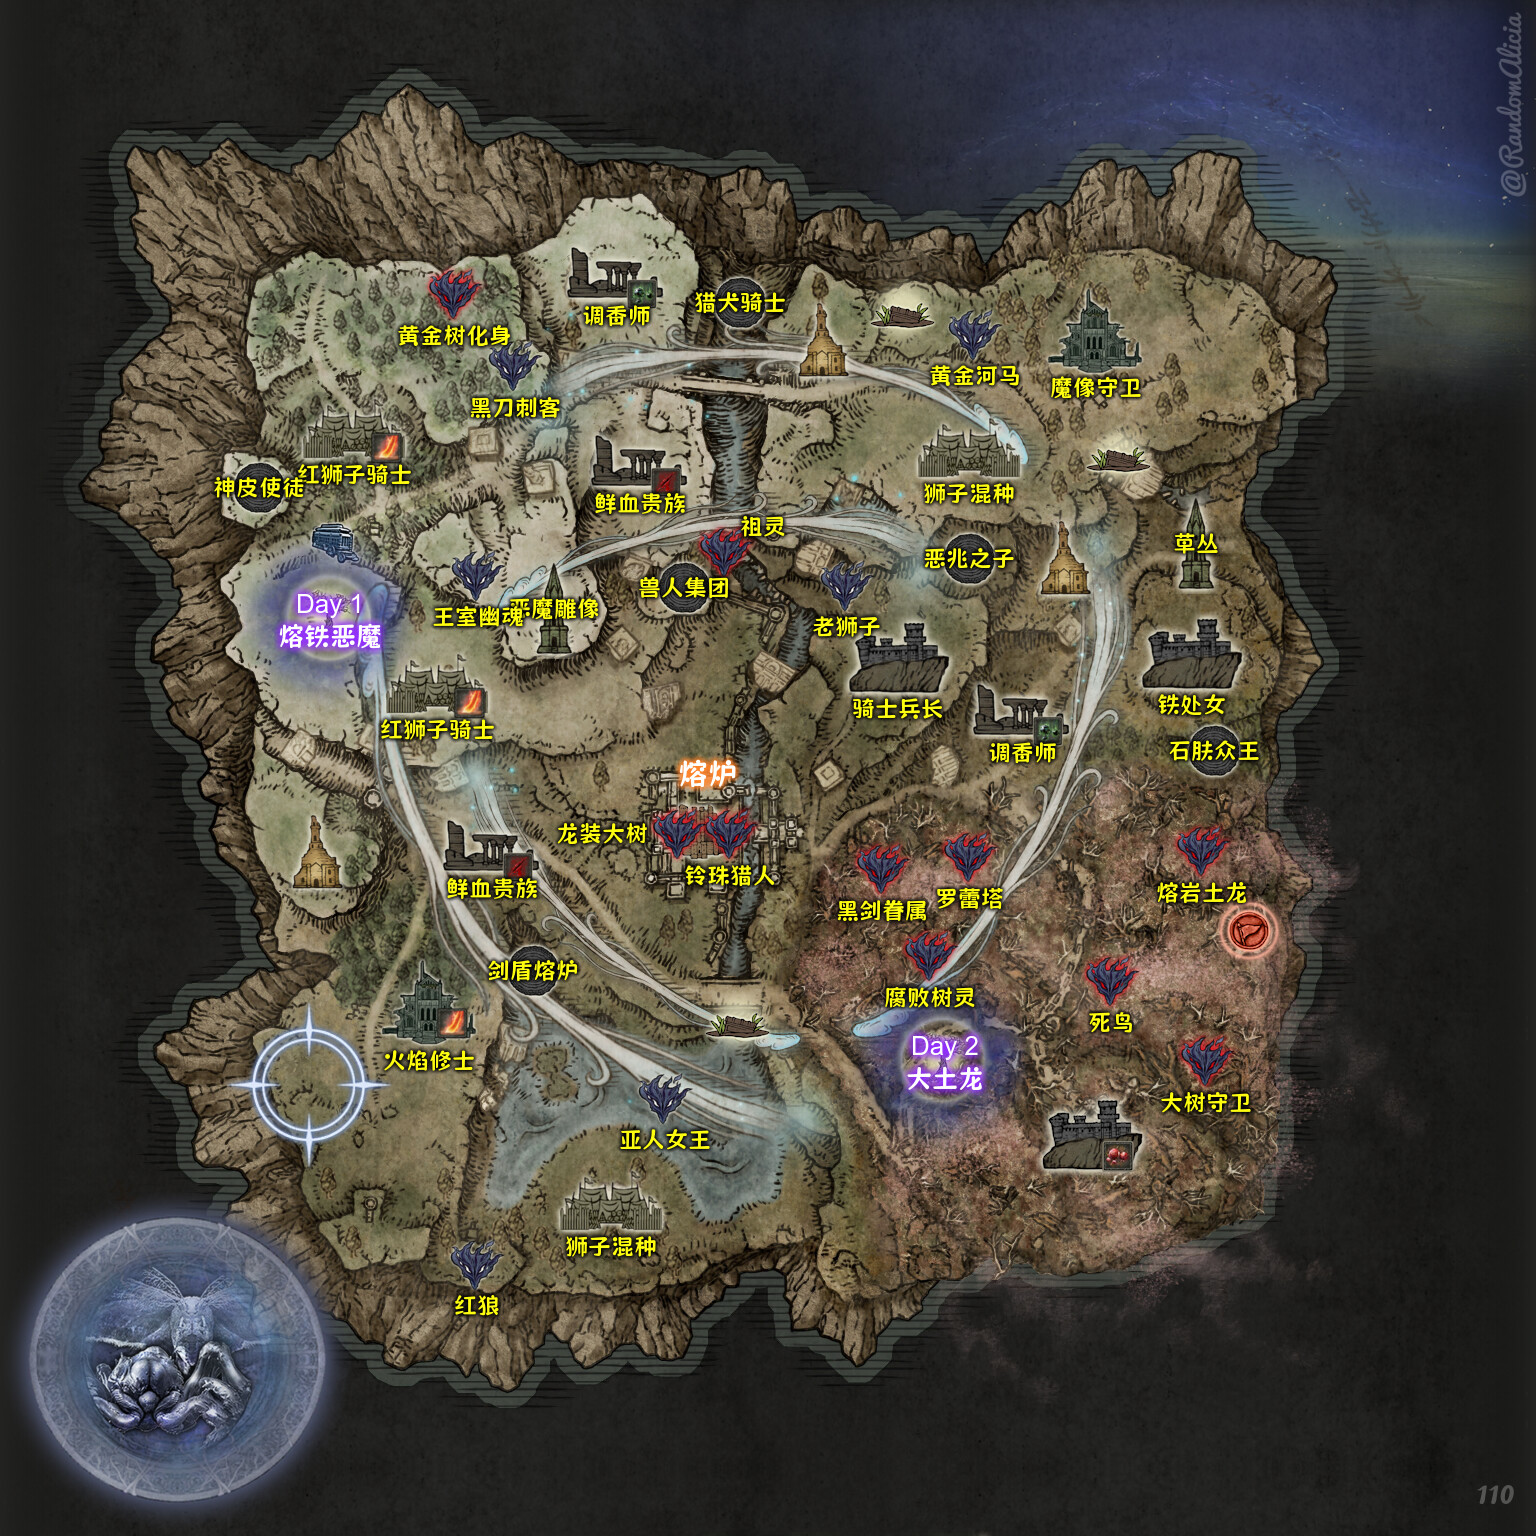 @RandomAlicia
调香师
猎犬骑士
黄金树化身
黄金河马
魔像守卫
黑刀刺客
红狮子骑士
神皮使徒
鲜血贵族
狮子混种
祖灵
草丛
恶兆之子
兽人集团
王室幽魂
恶魔雕像
Day 1
熔铁恶魔
老狮子
骑士兵长
铁处女
红狮子骑士
调香师
石肤众王
熔炉
龙装大树
铃珠猎人
鲜血贵族
黑剑眷属
罗蕾塔
熔岩土龙
剑盾熔炉
腐败树灵
死鸟
火焰修士
Day 2
大土龙
大树守卫
亚人女王
狮子混种
红狼
110